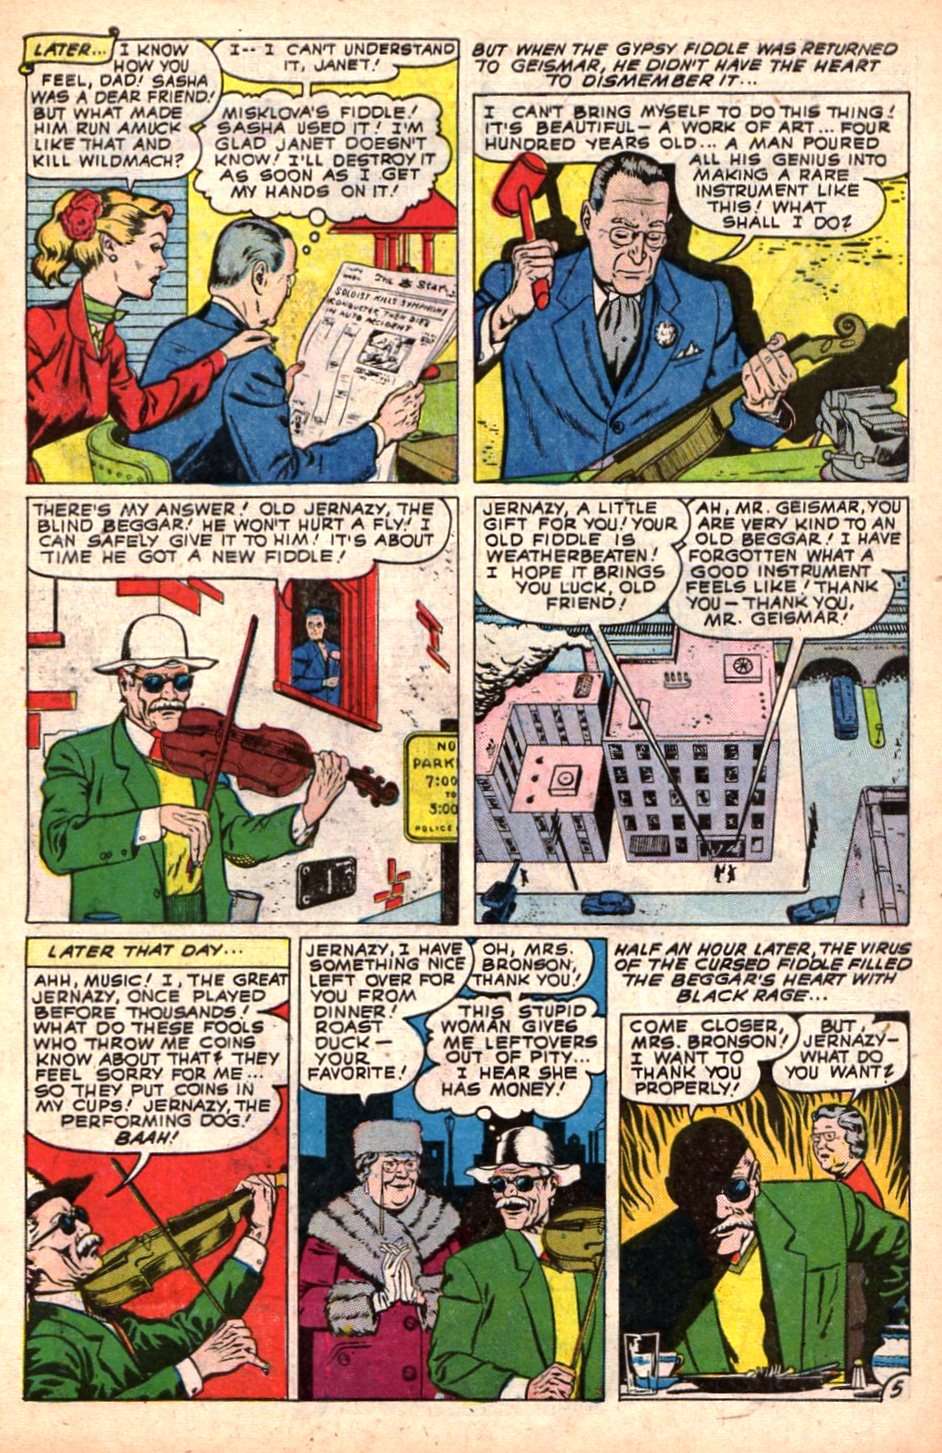 LATER...
I KNOW
HOW YOU
FEEL, DAD! SASHA
WAS A DEAR FRIEND!
BUT WHAT MADE
HIM RUN AMUCK
LIKE THAT AND
KILL WILDMACH?
I-- I CAN'T UNDERSTAND
IT, JANET!
MISKLOVA'S FIDDLE!
SASHA USED IT! I'M
GLAD JANET DOESN'T
KNOW! I'LL DESTROY IT
AS SOON AS I GET
MY HANDS ON IT!
THE STAR
SOLOIST KILLS SYMPHONY
CONDUCTOR THEN DIES
IN AUTO ACCIDENT
BUT WHEN THE GYPSY FIDDLE WAS RETURNED
TO GEISMAR, HE DIDN'T HAVE THE HEART
TO DISMEMBER IT...
I CAN'T BRING MYSELF TO DO THIS THING!
IT'S BEAUTIFUL— A WORK OF ART... FOUR
HUNDRED YEARS OLD... A MAN POURED
ALL HIS GENIUS INTO
MAKING A RARE
INSTRUMENT LIKE
THIS! WHAT
SHALL I DO?
THERE'S MY ANSWER! OLD JERNAZY, THE
BLIND BEGGAR! HE WON'T HURT A FLY! I
CAN SAFELY GIVE IT TO HIM! IT'S ABOUT
TIME HE GOT A NEW FIDDLE!
NO
PARK
7:00
TO
5:00
POLICE
JERNAZY, A LITTLE
GIFT FOR YOU! YOUR
OLD FIDDLE IS
WEATHERBEATEN!
I HOPE IT BRINGS
YOU LUCK, OLD
FRIEND!
AH, MR. GEISMAR, YOU
ARE VERY KIND TO AN
OLD BEGGAR! I HAVE
FORGOTTEN WHAT A
GOOD INSTRUMENT
FEELS LIKE! THANK
YOU— THANK YOU,
MR. GEISMAR!
LATER THAT DAY...
AHH, MUSIC! I, THE GREAT
JERNAZY, ONCE PLAYED
BEFORE THOUSANDS!
WHAT DO THESE FOOLS
WHO THROW ME COINS
KNOW ABOUT THAT? THEY
FEEL SORRY FOR ME...
SO THEY PUT COINS IN
MY CUPS! JERNAZY, THE
PERFORMING DOG!
BAAH!
JERNAZY, I HAVE
SOMETHING NICE
LEFT OVER FOR
YOU FROM
DINNER!
ROAST
DUCK—
YOUR
FAVORITE!
OH, MRS.
BRONSON,
THANK YOU!
THIS STUPID
WOMAN GIVES
ME LEFTOVERS
OUT OF PITY...
I HEAR SHE
HAS MONEY!
HALF AN HOUR LATER, THE VIRUS
OF THE CURSED FIDDLE FILLED
THE BEGGAR'S HEART WITH
BLACK RAGE...
COME CLOSER,
MRS. BRONSON!
I WANT TO
THANK YOU
PROPERLY!
BUT,
JERNAZY—
WHAT DO
YOU WANT?
5